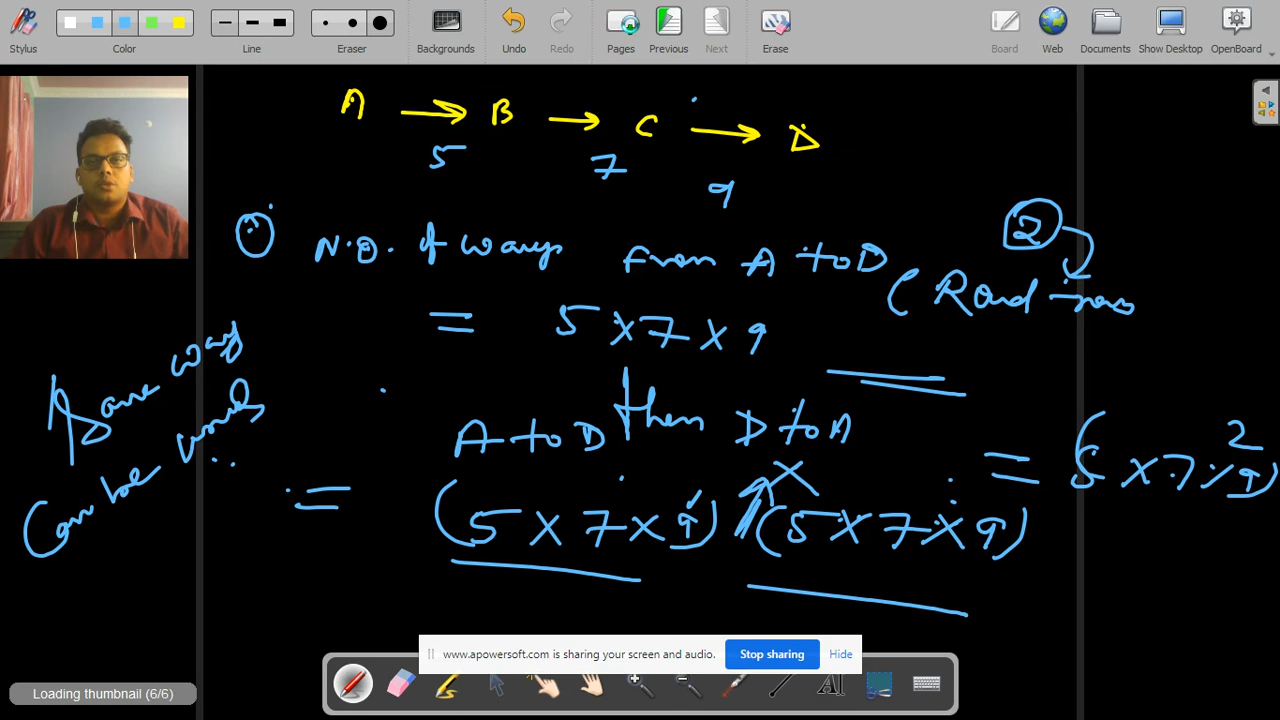 Stylus
Color
Line
Eraser
Backgrounds
Undo
Redo
Pages
Previous
Next
Erase
Board
Web
Documents
Show Desktop
OpenBoard
A → B → C → D
5 7 9
① N.O. of ways from A to D (Road
2
= 5 x 7 x 9
Same way
Can be
A to D then D to A
= (5 x 7 x 9) x (5 x 7 x 9) = (5 x 7 x 9)
2
www.apowersoft.com is sharing your screen and audio.
Stop sharing
Hide
Loading thumbnail (6/6)